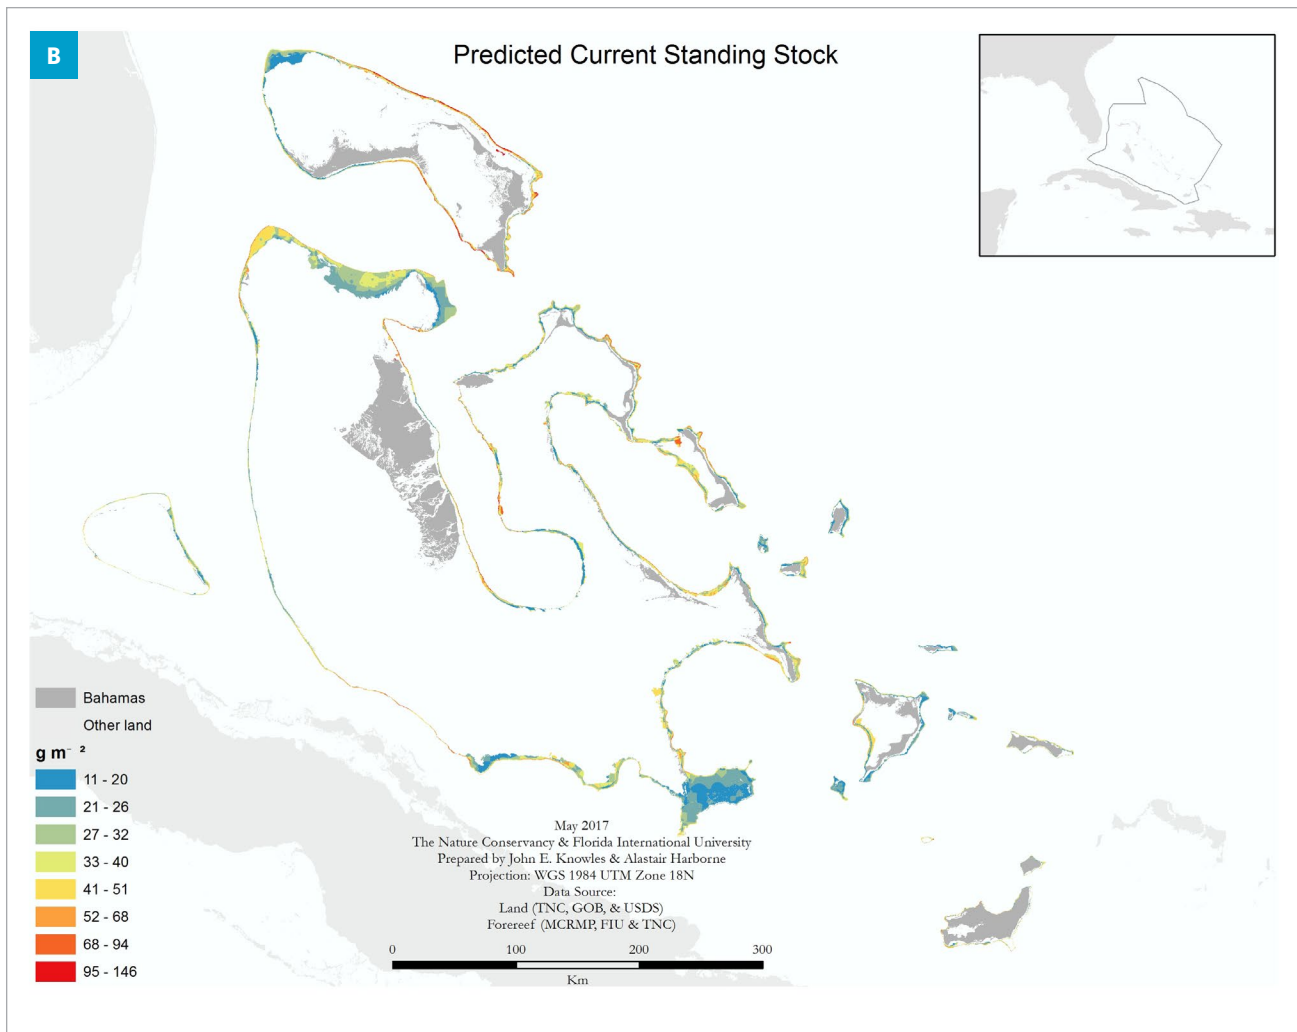 B
Predicted Current Standing Stock
Bahamas
Other land
g m⁻ ²
11 - 20
21 - 26
27 - 32
33 - 40
41 - 51
52 - 68
68 - 94
95 - 146
May 2017
The Nature Conservancy & Florida International University
Prepared by John E. Knowles & Alastair Harborne
Projection: WGS 1984 UTM Zone 18N
Data Source:
Land (TNC, GOB, & USDS)
Forereef (MCRMP, FIU & TNC)
0 100 200 300
Km